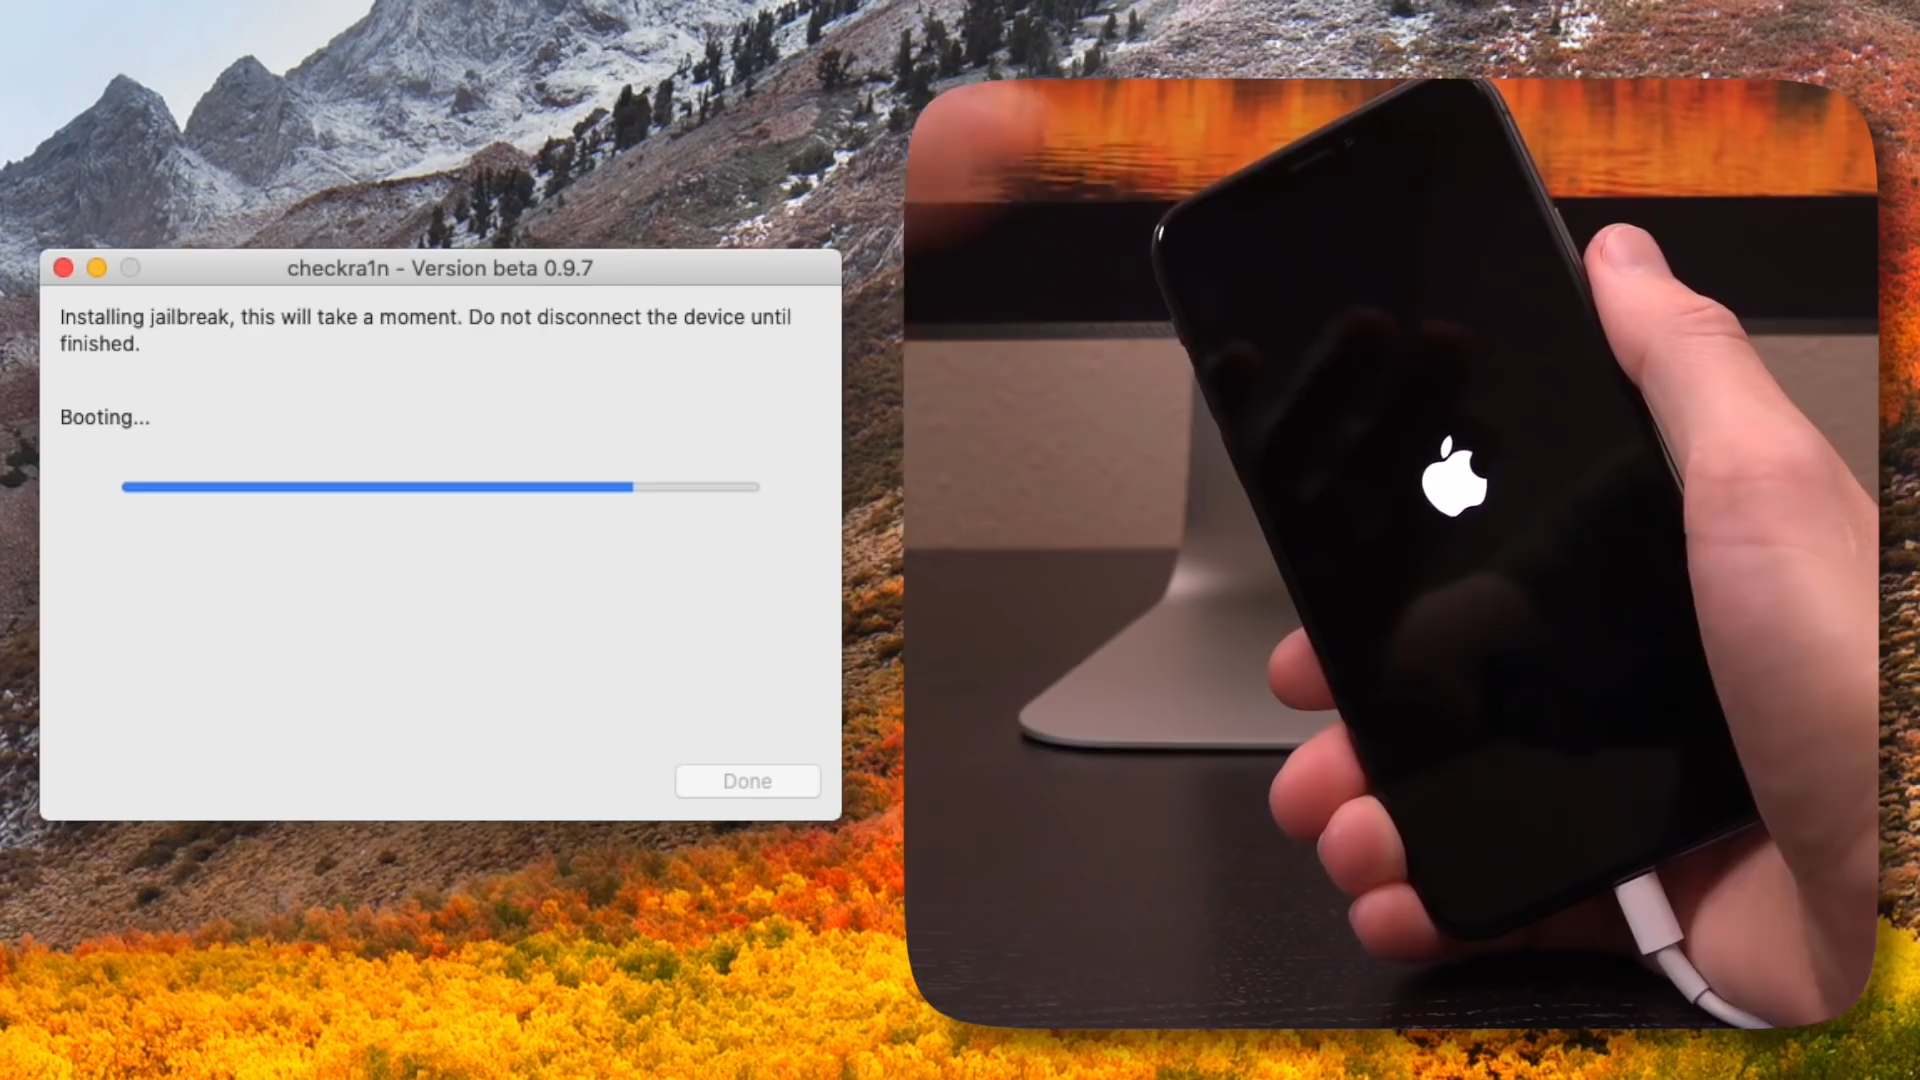 checkra1n - Version beta 0.9.7
Installing jailbreak, this will take a moment. Do not disconnect the device until
finished.
Booting...
Done